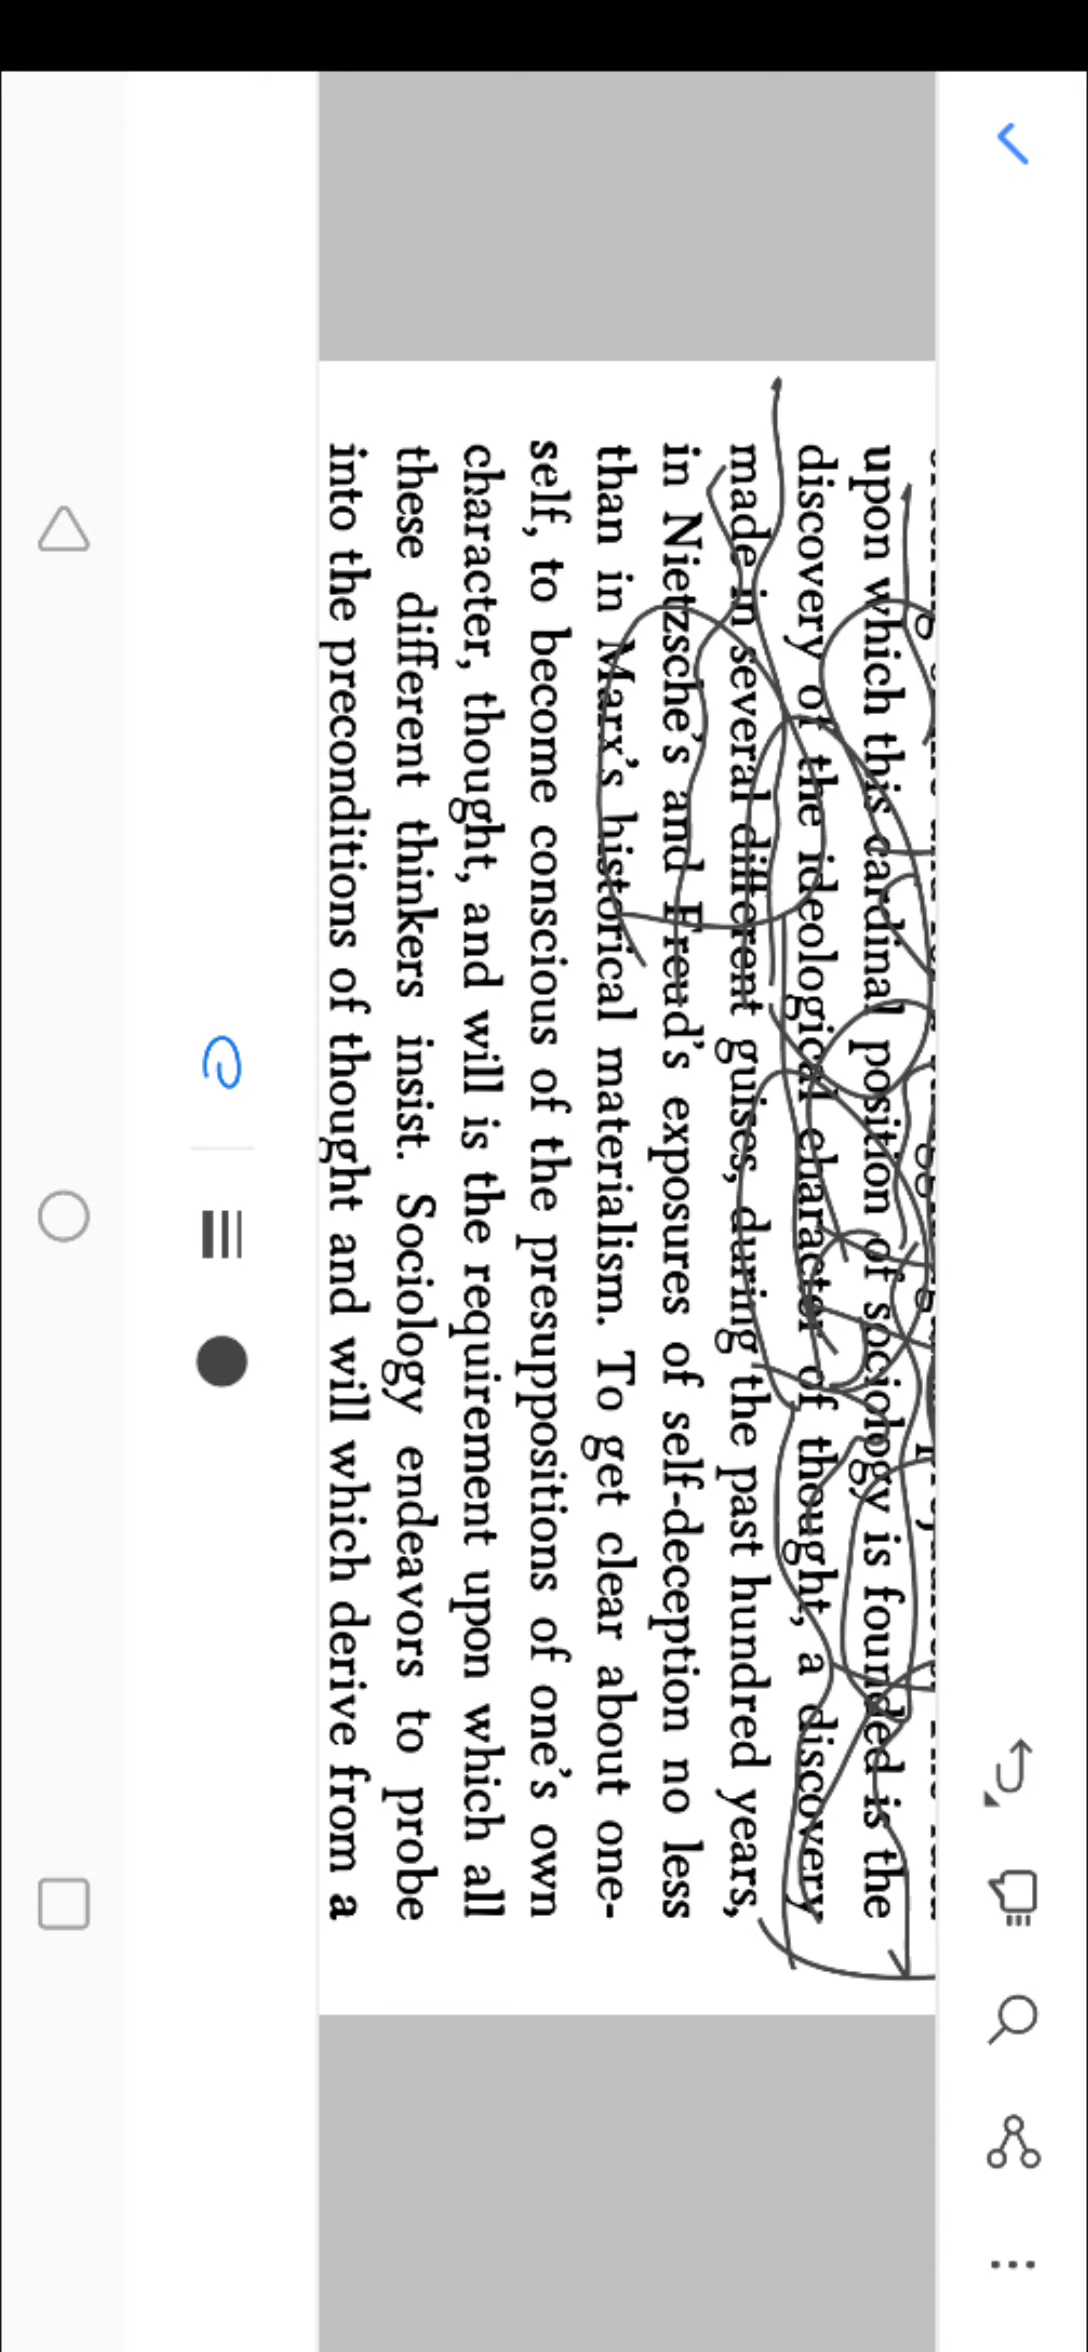 upon which this cardinal position of sociology is founded is the
discovery of the ideological character of thought, a discovery
made in several different guises, during the past hundred years,
in Nietzsche's and Freud's exposures of self-deception no less
than in Marx's historical materialism. To get clear about one-
self, to become conscious of the presuppositions of one's own
character, thought, and will is the requirement upon which all
these different thinkers insist. Sociology endeavors to probe
into the preconditions of thought and will which derive from a